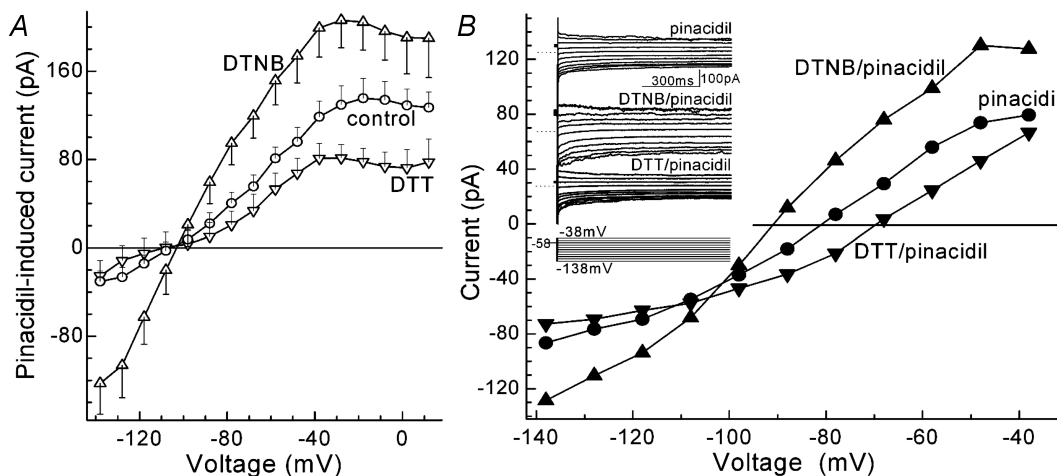 A
Pinacidil-induced current (pA)
160
80
0
-80
DTNB
control
DTT
-120
-80
-40
0
Voltage (mV)
B
Current (pA)
120
80
40
0
-40
-80
-120
pinacidil
300ms
100pA
DTNB/pinacidil
DTT/pinacidil
-38mV
-58
-138mV
DTNB/pinacidil
pinacidi
DTT/pinacidil
-140
-120
-100
-80
-60
-40
Voltage (mV)